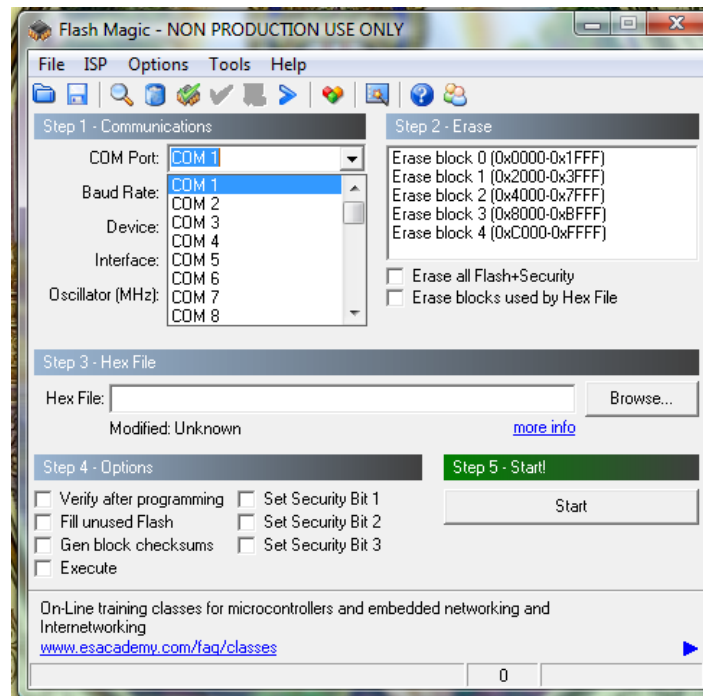 Flash Magic - NON PRODUCTION USE ONLY
File ISP Options Tools Help
Step 1 - Communications
COM Port: COM 1
Baud Rate:
Device:
Interface:
Oscillator (MHz):
COM 1
COM 2
COM 3
COM 4
COM 5
COM 6
COM 7
COM 8
Step 2 - Erase
Erase block 0 (0x0000-0x1FFF)
Erase block 1 (0x2000-0x3FFF)
Erase block 2 (0x4000-0x7FFF)
Erase block 3 (0x8000-0xBFFF)
Erase block 4 (0xC000-0xFFFF)
Erase all Flash+Security
Erase blocks used by Hex File
Step 3 - Hex File
Hex File: Browse...
Modified: Unknown more info
Step 4 - Options
Verify after programming Set Security Bit 1
Fill unused Flash Set Security Bit 2
Gen block checksums Set Security Bit 3
Execute
Step 5 - Start!
Start
On-Line training classes for microcontrollers and embedded networking and
Internetworking
www.esacademy.com/faq/classes
0